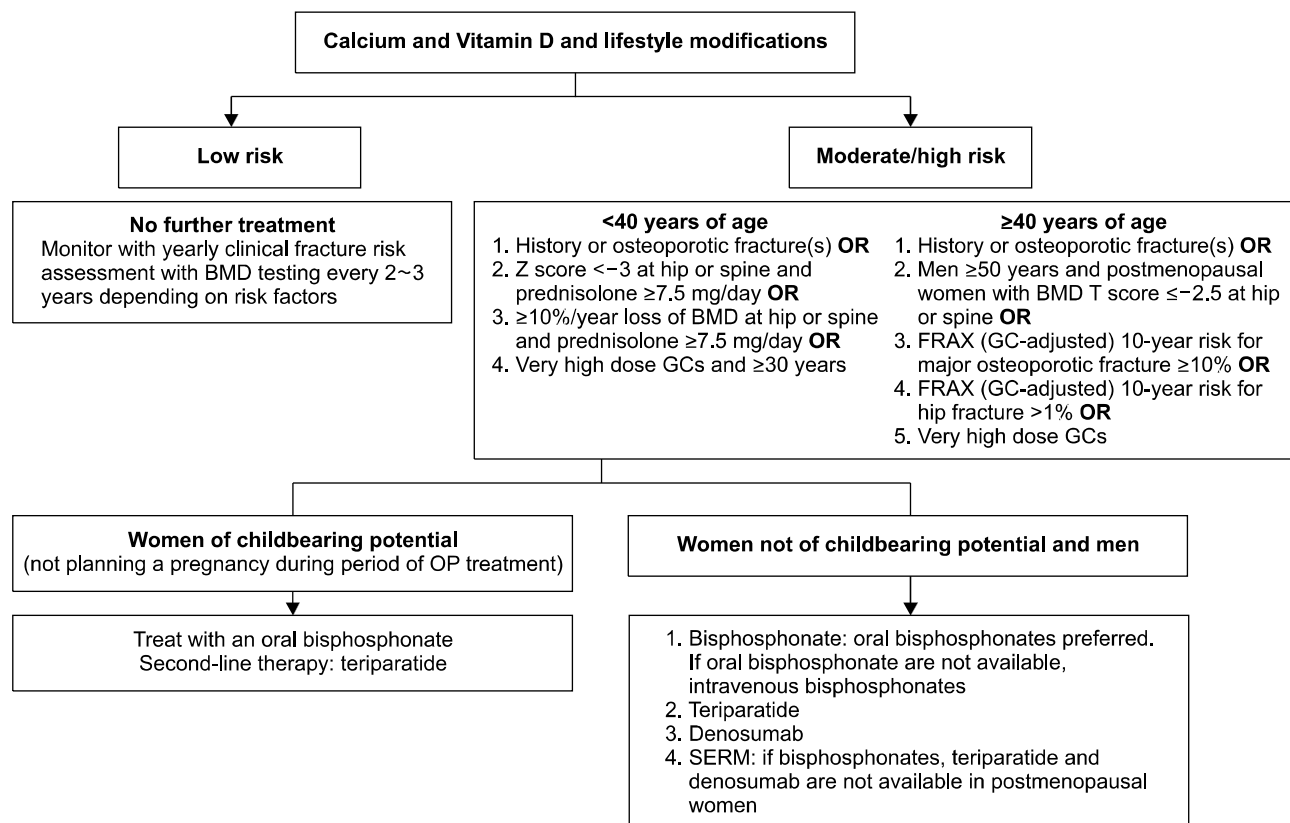 Calcium and Vitamin D and lifestyle modifications
Low risk
Moderate/high risk
No further treatment
Monitor with yearly clinical fracture risk
assessment with BMD testing every 2~3
years depending on risk factors
<40 years of age
1. History or osteoporotic fracture(s) OR
2. Z score <−3 at hip or spine and
prednisolone ≥7.5 mg/day OR
3. ≥10%/year loss of BMD at hip or spine
and prednisolone ≥7.5 mg/day OR
4. Very high dose GCs and ≥30 years
≥40 years of age
1. History or osteoporotic fracture(s) OR
2. Men ≥50 years and postmenopausal
women with BMD T score ≤−2.5 at hip
or spine OR
3. FRAX (GC-adjusted) 10-year risk for
major osteoporotic fracture ≥10% OR
4. FRAX (GC-adjusted) 10-year risk for
hip fracture >1% OR
5. Very high dose GCs
Women of childbearing potential
(not planning a pregnancy during period of OP treatment)
Women not of childbearing potential and men
Treat with an oral bisphosphonate
Second-line therapy: teriparatide
1. Bisphosphonate: oral bisphosphonates preferred.
If oral bisphosphonate are not available,
intravenous bisphosphonates
2. Teriparatide
3. Denosumab
4. SERM: if bisphosphonates, teriparatide and
denosumab are not available in postmenopausal
women